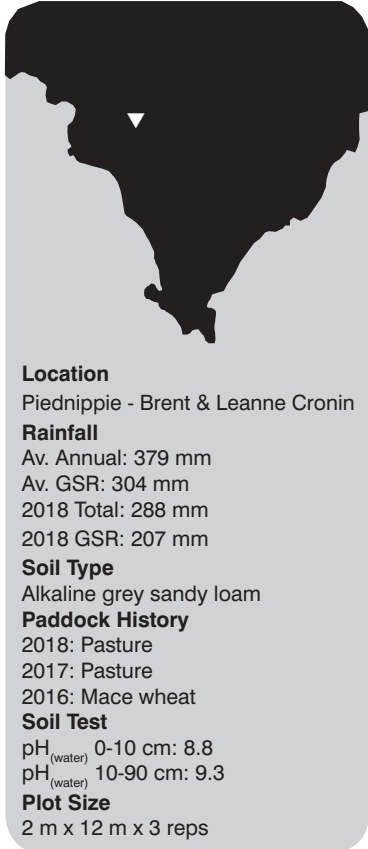 Location
Piednippie - Brent & Leanne Cronin
Rainfall
Av. Annual: 379 mm
Av. GSR: 304 mm
2018 Total: 288 mm
2018 GSR: 207 mm
Soil Type
Alkaline grey sandy loam
Paddock History
2018: Pasture
2017: Pasture
2016: Mace wheat
Soil Test
pH(water) 0-10 cm: 8.8
pH(water) 10-90 cm: 9.3
Plot Size
2 m x 12 m x 3 reps